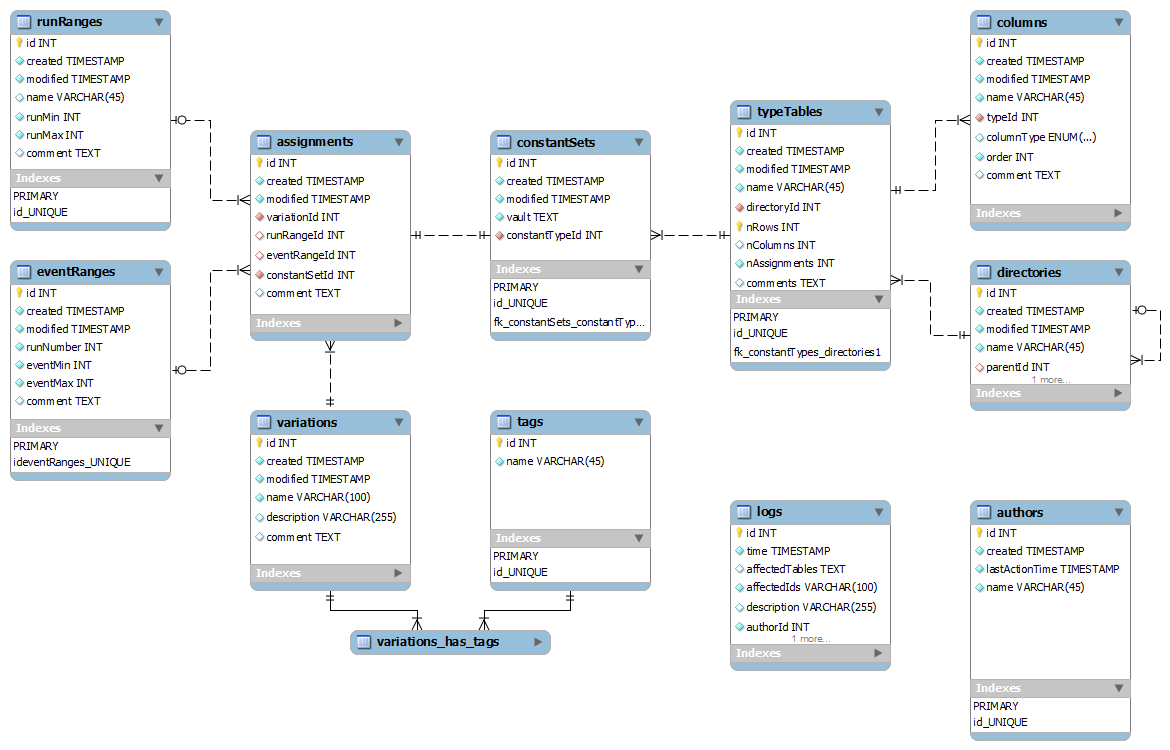 runRanges
id INT
created TIMESTAMP
modified TIMESTAMP
name VARCHAR(45)
runMin INT
runMax INT
comment TEXT
Indexes
PRIMARY
id_UNIQUE
eventRanges
id INT
created TIMESTAMP
modified TIMESTAMP
runNumber INT
eventMin INT
eventMax INT
comment TEXT
Indexes
PRIMARY
ideventRanges_UNIQUE
assignments
id INT
created TIMESTAMP
modified TIMESTAMP
variationId INT
runRangeId INT
eventRangeId INT
constantSetId INT
comment TEXT
Indexes
variations
id INT
created TIMESTAMP
modified TIMESTAMP
name VARCHAR(100)
description VARCHAR(255)
comment TEXT
Indexes
constantSets
id INT
created TIMESTAMP
modified TIMESTAMP
vault TEXT
constantTypeId INT
Indexes
PRIMARY
id_UNIQUE
fk_constantSets_constantTyp...
tags
id INT
name VARCHAR(45)
Indexes
PRIMARY
id_UNIQUE
variations_has_tags
typeTables
id INT
created TIMESTAMP
modified TIMESTAMP
name VARCHAR(45)
directoryId INT
nRows INT
nColumns INT
nAssignments INT
comments TEXT
Indexes
PRIMARY
id_UNIQUE
fk_constantTypes_directories1
columns
id INT
created TIMESTAMP
modified TIMESTAMP
name VARCHAR(45)
typeId INT
columnType ENUM(...)
order INT
comment TEXT
Indexes
directories
id INT
created TIMESTAMP
modified TIMESTAMP
name VARCHAR(45)
parentId INT
1 more...
Indexes
logs
id INT
time TIMESTAMP
affectedTables TEXT
affectedIds VARCHAR(100)
description VARCHAR(255)
authorId INT
1 more...
Indexes
authors
id INT
created TIMESTAMP
lastActionTime TIMESTAMP
name VARCHAR(45)
Indexes
PRIMARY
id_UNIQUE